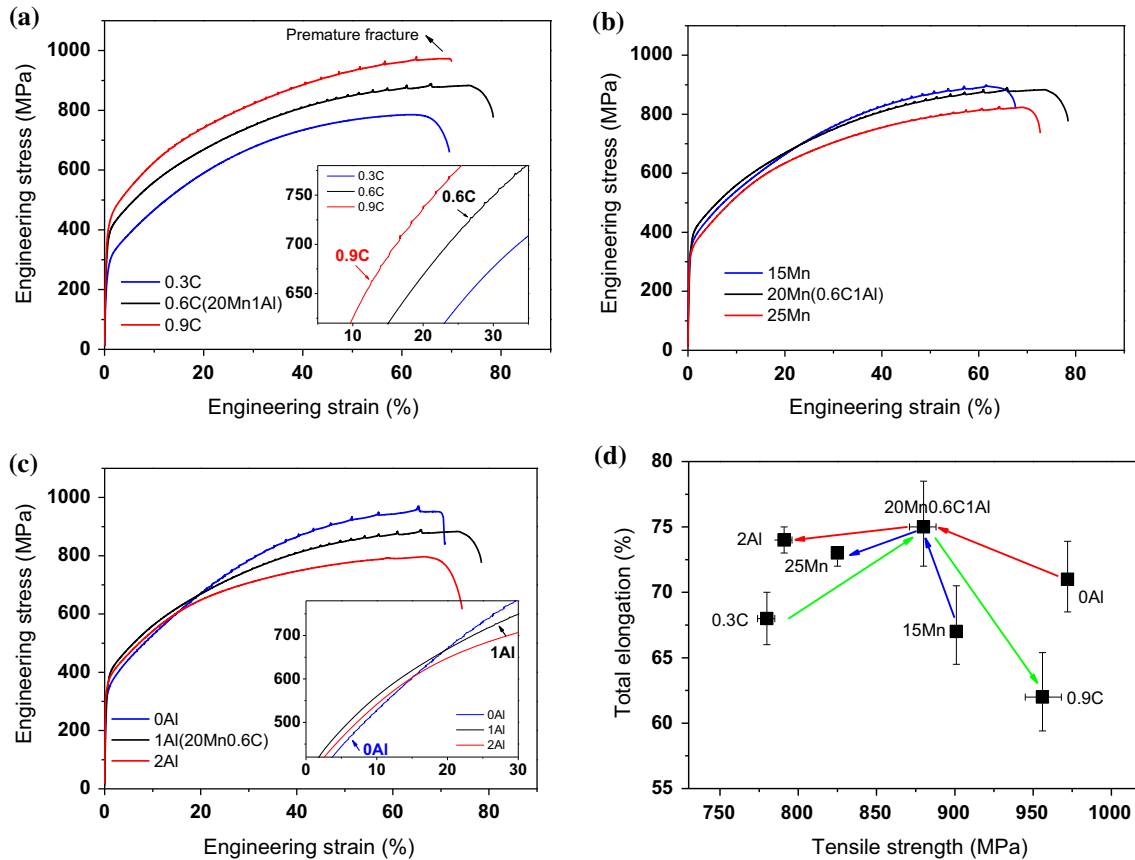 (a)
Premature fracture
Engineering stress (MPa)
1000
800
600
400
200
0
0 20 40 60 80
Engineering strain (%)
0.3C
0.6C(20Mn1Al)
0.9C
750
700
650
10 20 30
0.3C
0.6C
0.9C
0.6C
0.9C
(b)
Engineering stress (MPa)
1000
800
600
400
200
0
0 20 40 60 80
Engineering strain (%)
15Mn
20Mn(0.6C1Al)
25Mn
(c)
Engineering stress (MPa)
1000
800
600
400
200
0
0 20 40 60 80
Engineering strain (%)
0Al
1Al(20Mn0.6C)
2Al
700
600
500
0 10 20 30
1Al
0Al
0Al
1Al
2Al
(d)
Total elongation (%)
80
75
70
65
60
55
750 800 850 900 950 1000
Tensile strength (MPa)
20Mn0.6C1Al
2Al
25Mn
0Al
0.3C
15Mn
0.9C